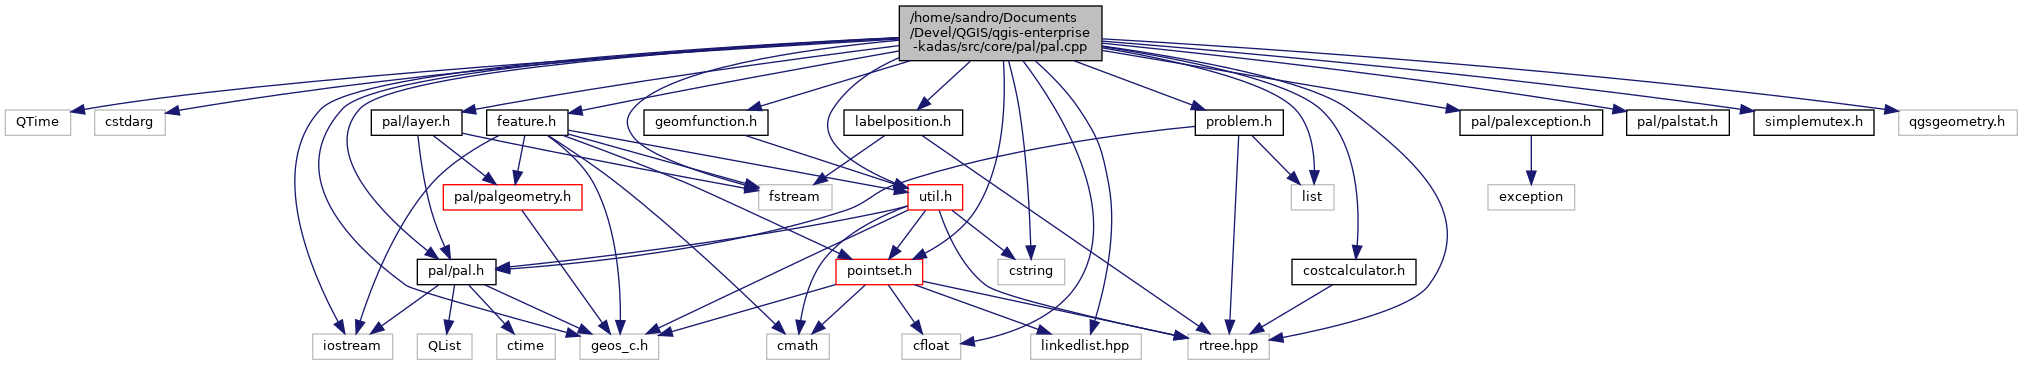 /home/sandro/Documents
/Devel/QGIS/qgis-enterprise
-kadas/src/core/pal/pal.cpp
QTime
cstdarg
pal/layer.h
feature.h
geomfunction.h
labelposition.h
problem.h
pal/palexception.h
pal/palstat.h
simplemutex.h
qgsgeometry.h
pal/palgeometry.h
fstream
util.h
list
exception
pal/pal.h
pointset.h
cstring
costcalculator.h
iostream
QList
ctime
geos_c.h
cmath
cfloat
linkedlist.hpp
rtree.hpp